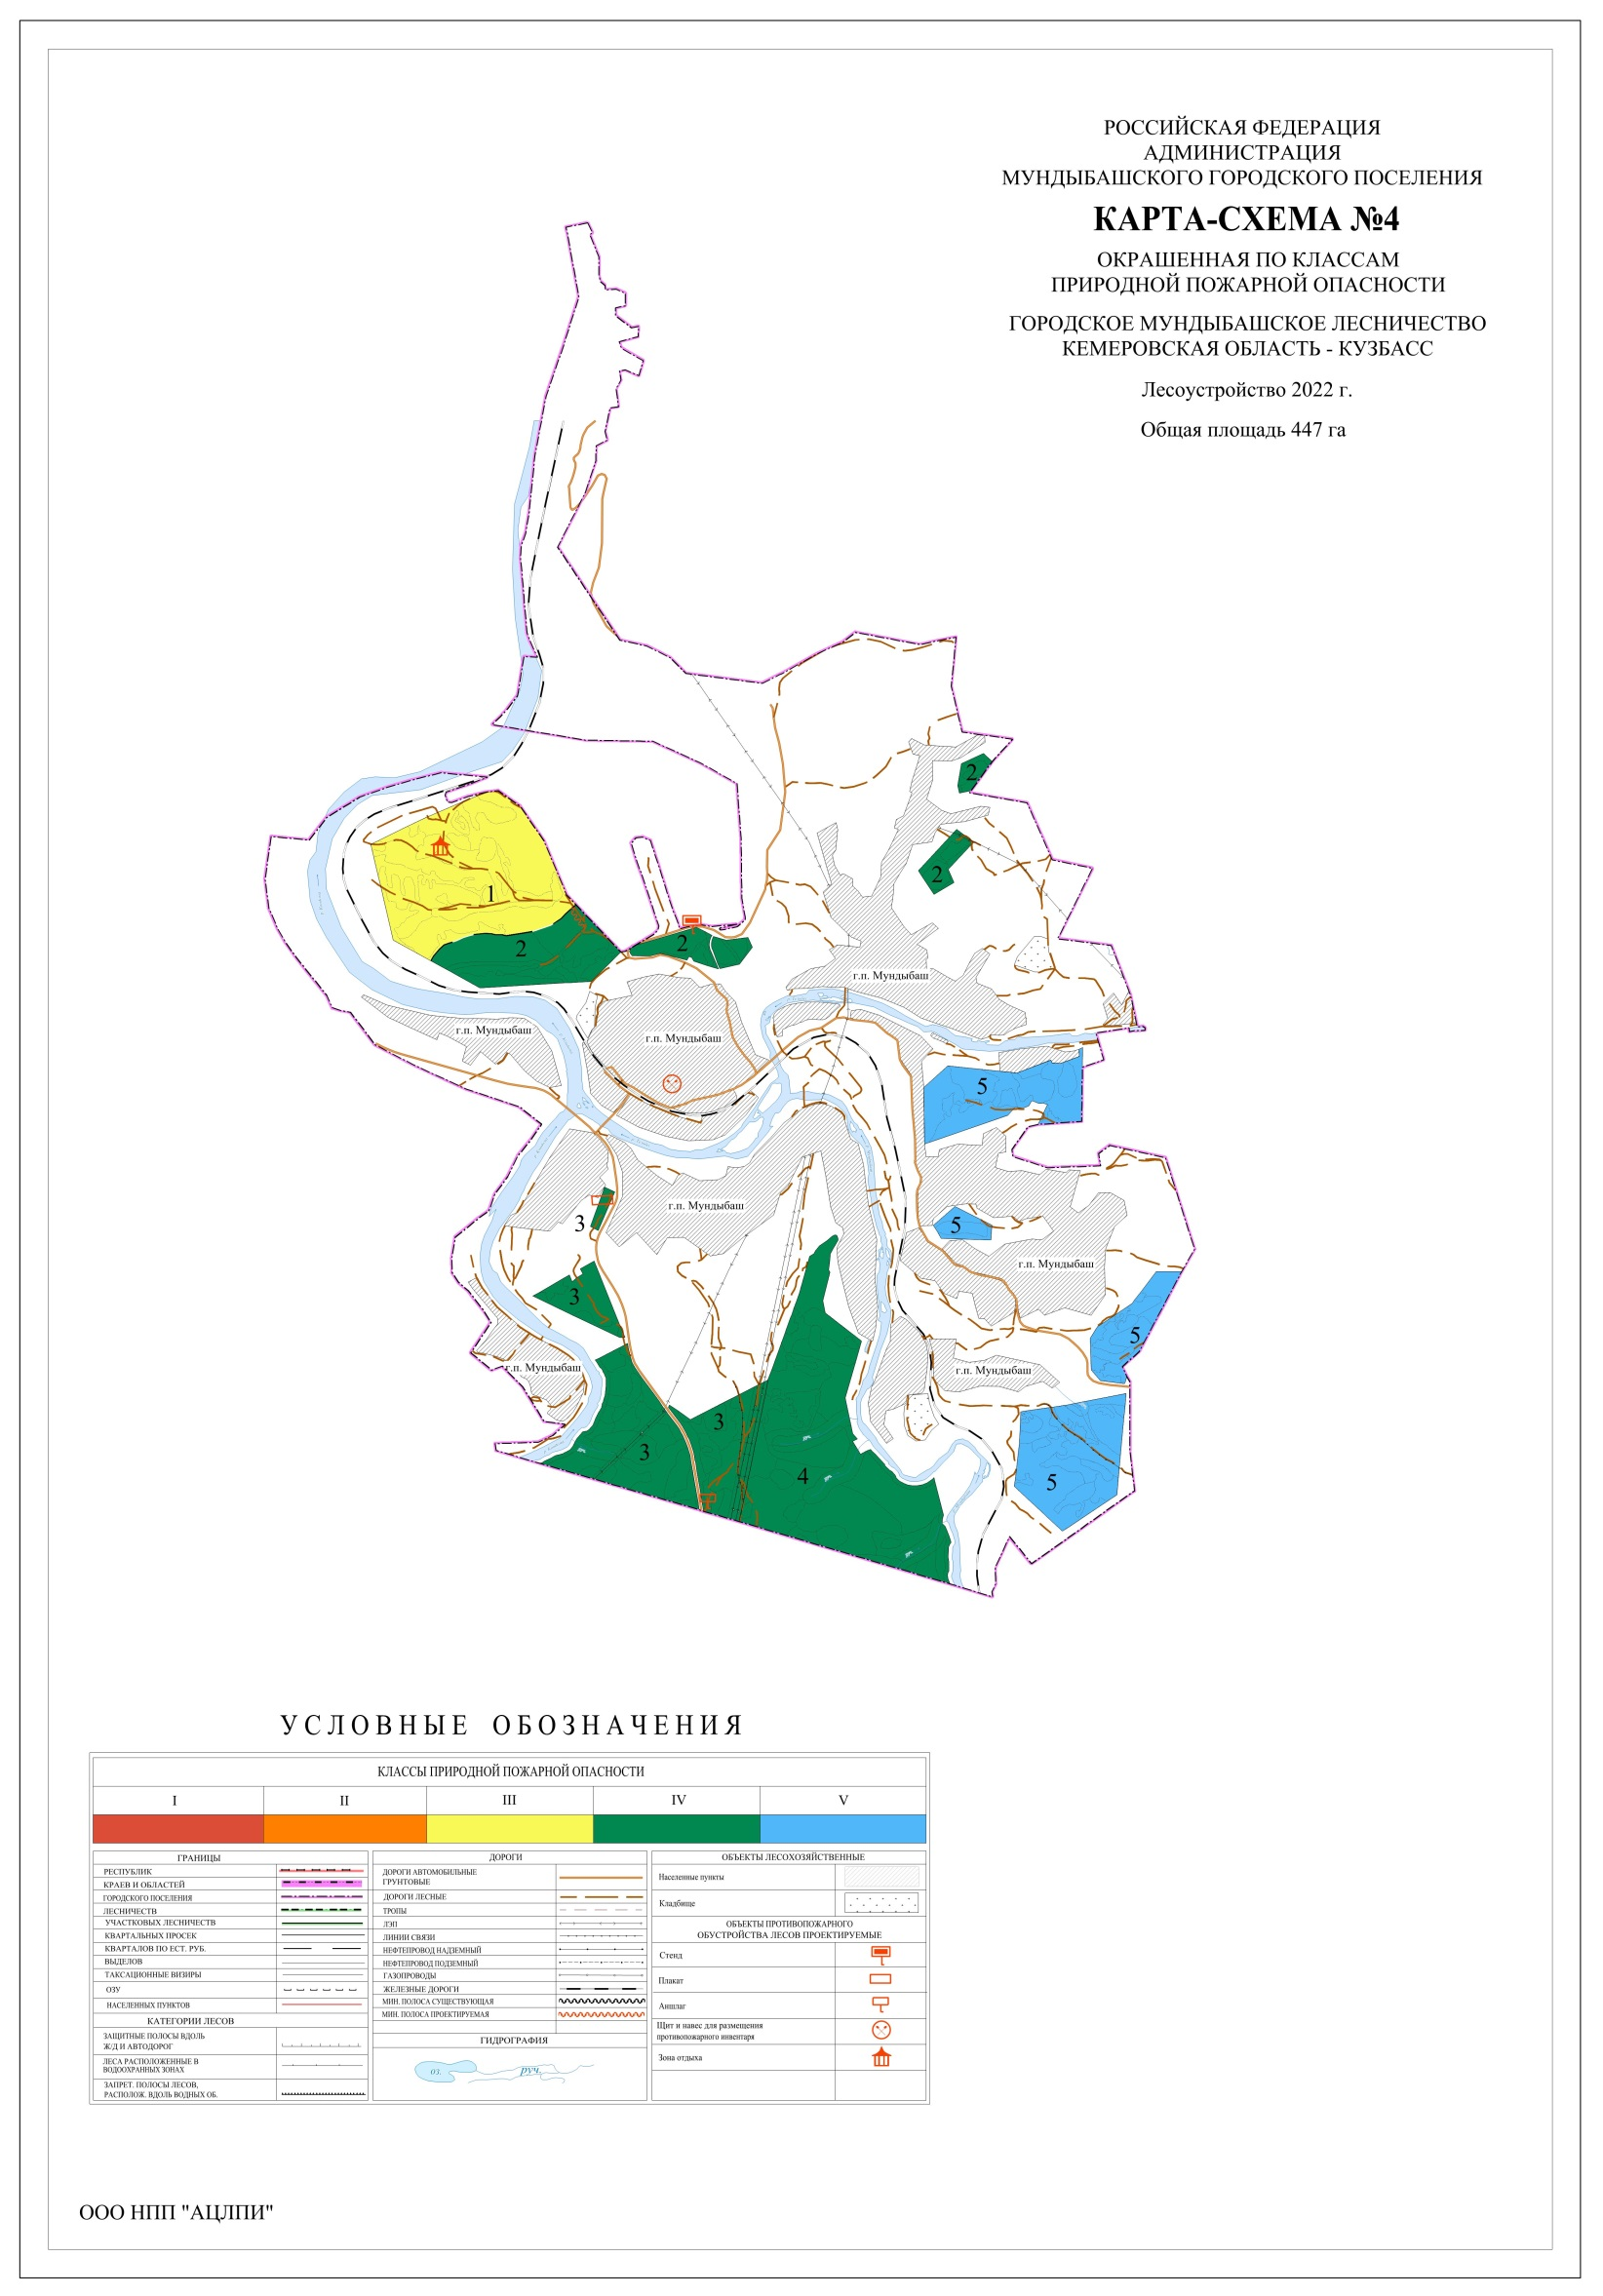 РОССИЙСКАЯ ФЕДЕРАЦИЯ
АДМИНИСТРАЦИЯ
МУНДЫБАШСКОГО ГОРОДСКОГО ПОСЕЛЕНИЯ
КАРТА-СХЕМА №4
ОКРАШЕННАЯ ПО КЛАССАМ
ПРИРОДНОЙ ПОЖАРНОЙ ОПАСНОСТИ
ГОРОДСКОЕ МУНДЫБАШСКОЕ ЛЕСНИЧЕСТВО
КЕМЕРОВСКАЯ ОБЛАСТЬ - КУЗБАСС
Лесоустройство 2022 г.
Общая площадь 447 га
2
2
1
2
2
г.п. Мундыбаш
г.п. Мундыбаш
г.п. Мундыбаш
5
г.п. Мундыбаш
3
5
г.п. Мундыбаш
3
5
г.п. Мундыбаш
г.п. Мундыбаш
3
3
4
5
УСЛОВНЫЕ ОБОЗНАЧЕНИЯ
КЛАССЫ ПРИРОДНОЙ ПОЖАРНОЙ ОПАСНОСТИ
I II III IV V
ГРАНИЦЫ
РЕСПУБЛИК
КРАЕВ И ОБЛАСТЕЙ
ГОРОДСКОГО ПОСЕЛЕНИЯ
ЛЕСНИЧЕСТВ
УЧАСТКОВЫХ ЛЕСНИЧЕСТВ
КВАРТАЛЬНЫХ ПРОСЕК
КВАРТАЛОВ ПО ЕСТ. РУБ.
ВЫДЕЛОВ
ТАКСАЦИОННЫЕ ВИЗИРЫ
ОЗУ
НАСЕЛЕННЫХ ПУНКТОВ
КАТЕГОРИИ ЛЕСОВ
ЗАЩИТНЫЕ ПОЛОСЫ ВДОЛЬ
Ж/Д И АВТОДОРОГ
ЛЕСА РАСПОЛОЖЕННЫЕ В
ВОДООХРАННЫХ ЗОНАХ
ЗАПРЕТ. ПОЛОСЫ ЛЕСОВ,
РАСПОЛОЖ. ВДОЛЬ ВОДНЫХ ОБ.
ДОРОГИ
ДОРОГИ АВТОМОБИЛЬНЫЕ
ГРУНТОВЫЕ
ДОРОГИ ЛЕСНЫЕ
ТРОПЫ
ЛЭП
ЛИНИИ СВЯЗИ
НЕФТЕПРОВОД НАДЗЕМНЫЙ
НЕФТЕПРОВОД ПОДЗЕМНЫЙ
ГАЗОПРОВОДЫ
ЖЕЛЕЗНЫЕ ДОРОГИ
МИН. ПОЛОСА СУЩЕСТВУЮЩАЯ
МИН. ПОЛОСА ПРОЕКТИРУЕМАЯ
ГИДРОГРАФИЯ
оз. руч.
ОБЪЕКТЫ ЛЕСОХОЗЯЙСТВЕННЫЕ
Населенные пункты
Кладбище
ОБЪЕКТЫ ПРОТИВОПОЖАРНОГО
ОБУСТРОЙСТВА ЛЕСОВ ПРОЕКТИРУЕМЫЕ
Стенд
Плакат
Аншлаг
Щит и навес для размещения
противопожарного инвентаря
Зона отдыха
ООО НПП "АЦЛПИ"